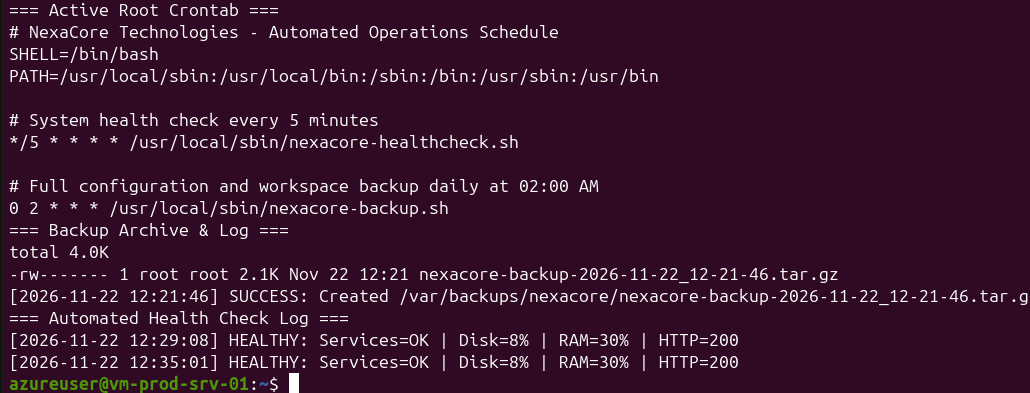 === Active Root Crontab ===
# NexaCore Technologies - Automated Operations Schedule
SHELL=/bin/bash
PATH=/usr/local/sbin:/usr/local/bin:/sbin:/bin:/usr/sbin:/usr/bin
# System health check every 5 minutes
*/5 * * * * /usr/local/sbin/nexacore-healthcheck.sh
# Full configuration and workspace backup daily at 02:00 AM
0 2 * * * /usr/local/sbin/nexacore-backup.sh
=== Backup Archive & Log ===
total 4.0K
-rw------- 1 root root 2.1K Nov 22 12:21 nexacore-backup-2026-11-22_12-21-46.tar.gz
[2026-11-22 12:21:46] SUCCESS: Created /var/backups/nexacore/nexacore-backup-2026-11-22_12-21-46.tar.g
=== Automated Health Check Log ===
[2026-11-22 12:29:08] HEALTHY: Services=OK | Disk=8% | RAM=30% | HTTP=200
[2026-11-22 12:35:01] HEALTHY: Services=OK | Disk=8% | RAM=30% | HTTP=200
azureuser@vm-prod-srv-01:~$